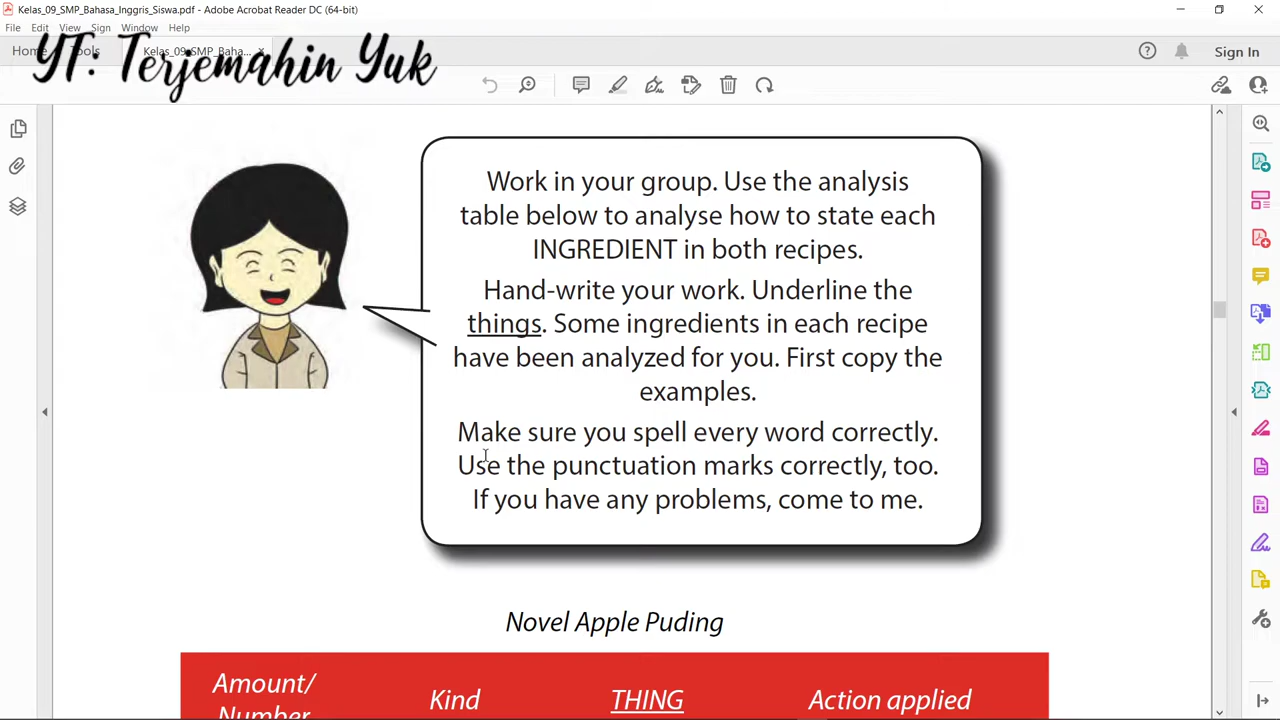 Kelas_09_SMP_Bahasa_Inggris_Siswa.pdf - Adobe Acrobat Reader DC (64-bit)
File Edit View Sign Window Help
Home Tools Kelas_09_SMP_Baha... ×
Sign In
YT: Terjemahin Yuk
Work in your group. Use the analysis
table below to analyse how to state each
INGREDIENT in both recipes.
Hand-write your work. Underline the
things. Some ingredients in each recipe
have been analyzed for you. First copy the
examples.
Make sure you spell every word correctly.
Use the punctuation marks correctly, too.
If you have any problems, come to me.
Novel Apple Puding
Amount/
Number
Kind
THING
Action applied